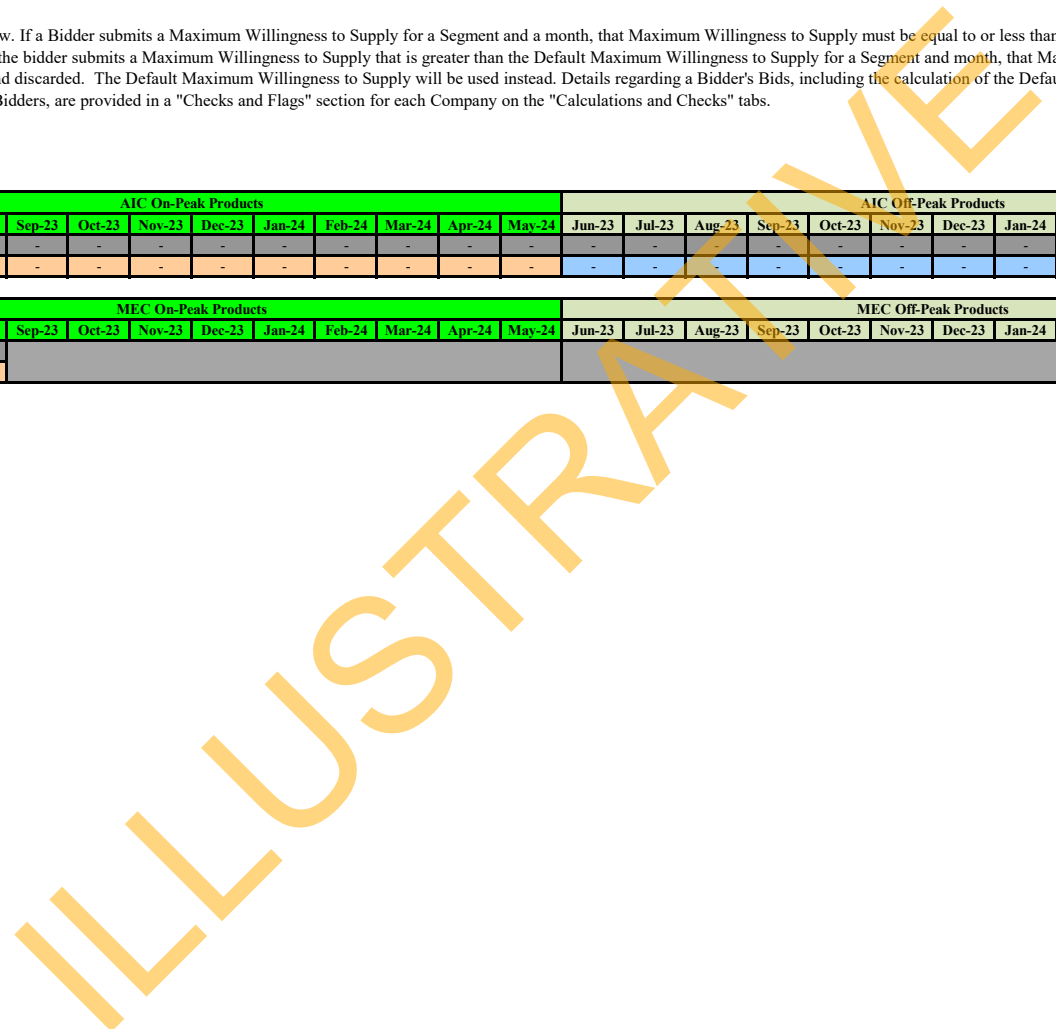 w. If a Bidder submits a Maximum Willingness to Supply for a Segment and a month, that Maximum Willingness to Supply must be equal to or less than
the bidder submits a Maximum Willingness to Supply that is greater than the Default Maximum Willingness to Supply for a Segment and month, that Ma
nd discarded. The Default Maximum Willingness to Supply will be used instead. Details regarding a Bidder's Bids, including the calculation of the Defau
Bidders, are provided in a "Checks and Flags" section for each Company on the "Calculations and Checks" tabs.
AIC On-Peak Products AIC Off-Peak Products
Sep-23 Oct-23 Nov-23 Dec-23 Jan-24 Feb-24 Mar-24 Apr-24 May-24 Jun-23 Jul-23 Aug-23 Sep-23 Oct-23 Nov-23 Dec-23 Jan-24
- - - - - - - - - - - - - - - - -
- - - - - - - - - - - - - - - - -
MEC On-Peak Products MEC Off-Peak Products
Sep-23 Oct-23 Nov-23 Dec-23 Jan-24 Feb-24 Mar-24 Apr-24 May-24 Jun-23 Jul-23 Aug-23 Sep-23 Oct-23 Nov-23 Dec-23 Jan-24
ILLUSTRATIVE